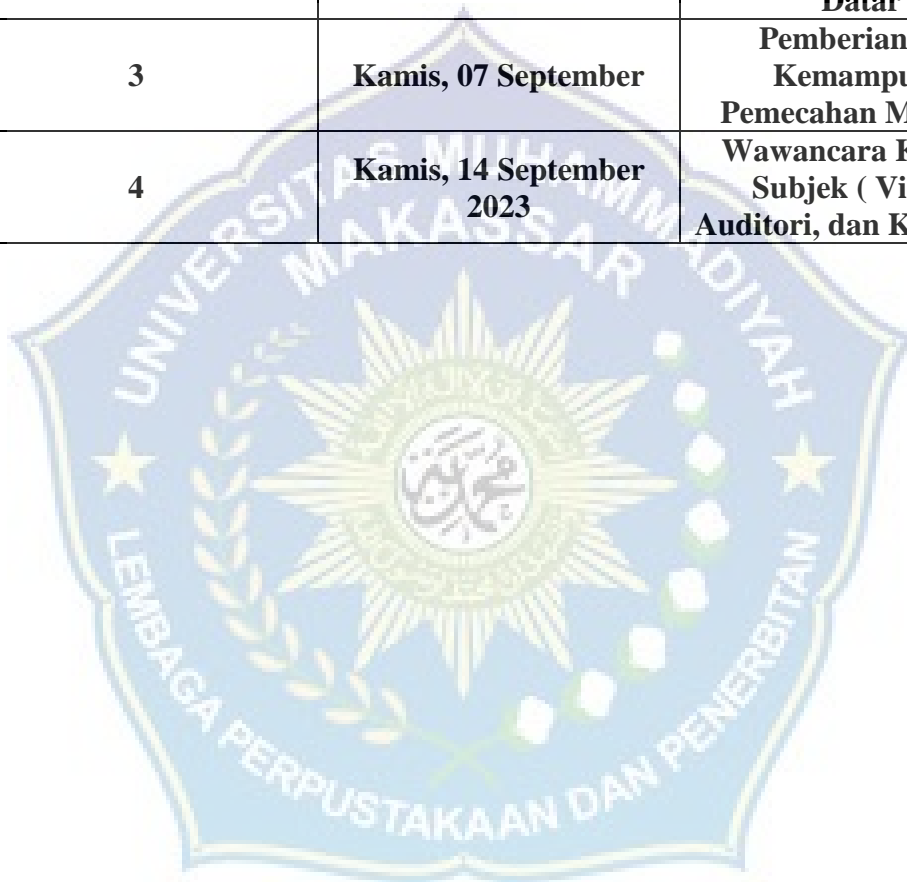 Datar
3
Kamis, 07 September
Pemberian
Kemampu
Pemecahan M
4
Kamis, 14 September
2023
Wawancara K
Subjek ( Vi
Auditori, dan K
UNIVERSITAS MUHAMMADIYAH
MAKASSAR
LEMBAGA PERPUSTAKAAN DAN PENERBITAN